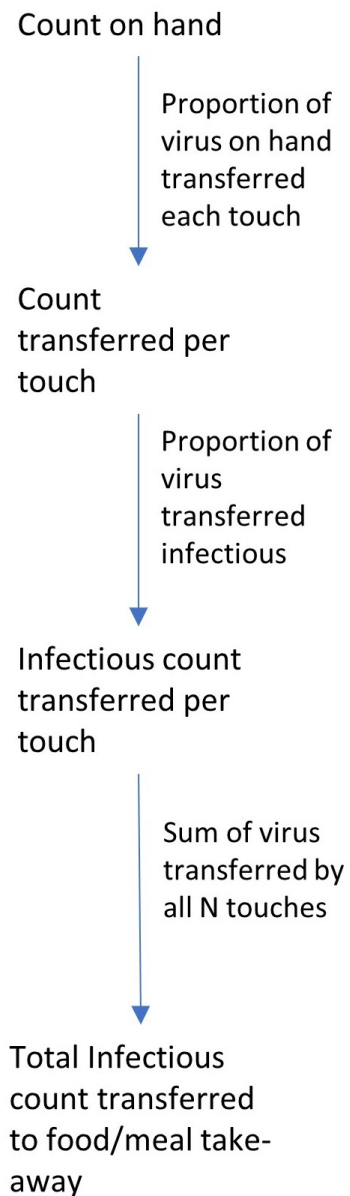 Count on hand
Proportion of
virus on hand
transferred
each touch
Count
transferred per
touch
Proportion of
virus
transferred
infectious
Infectious count
transferred per
touch
Sum of virus
transferred by
all N touches
Total Infectious
count transferred
to food/meal take-
away